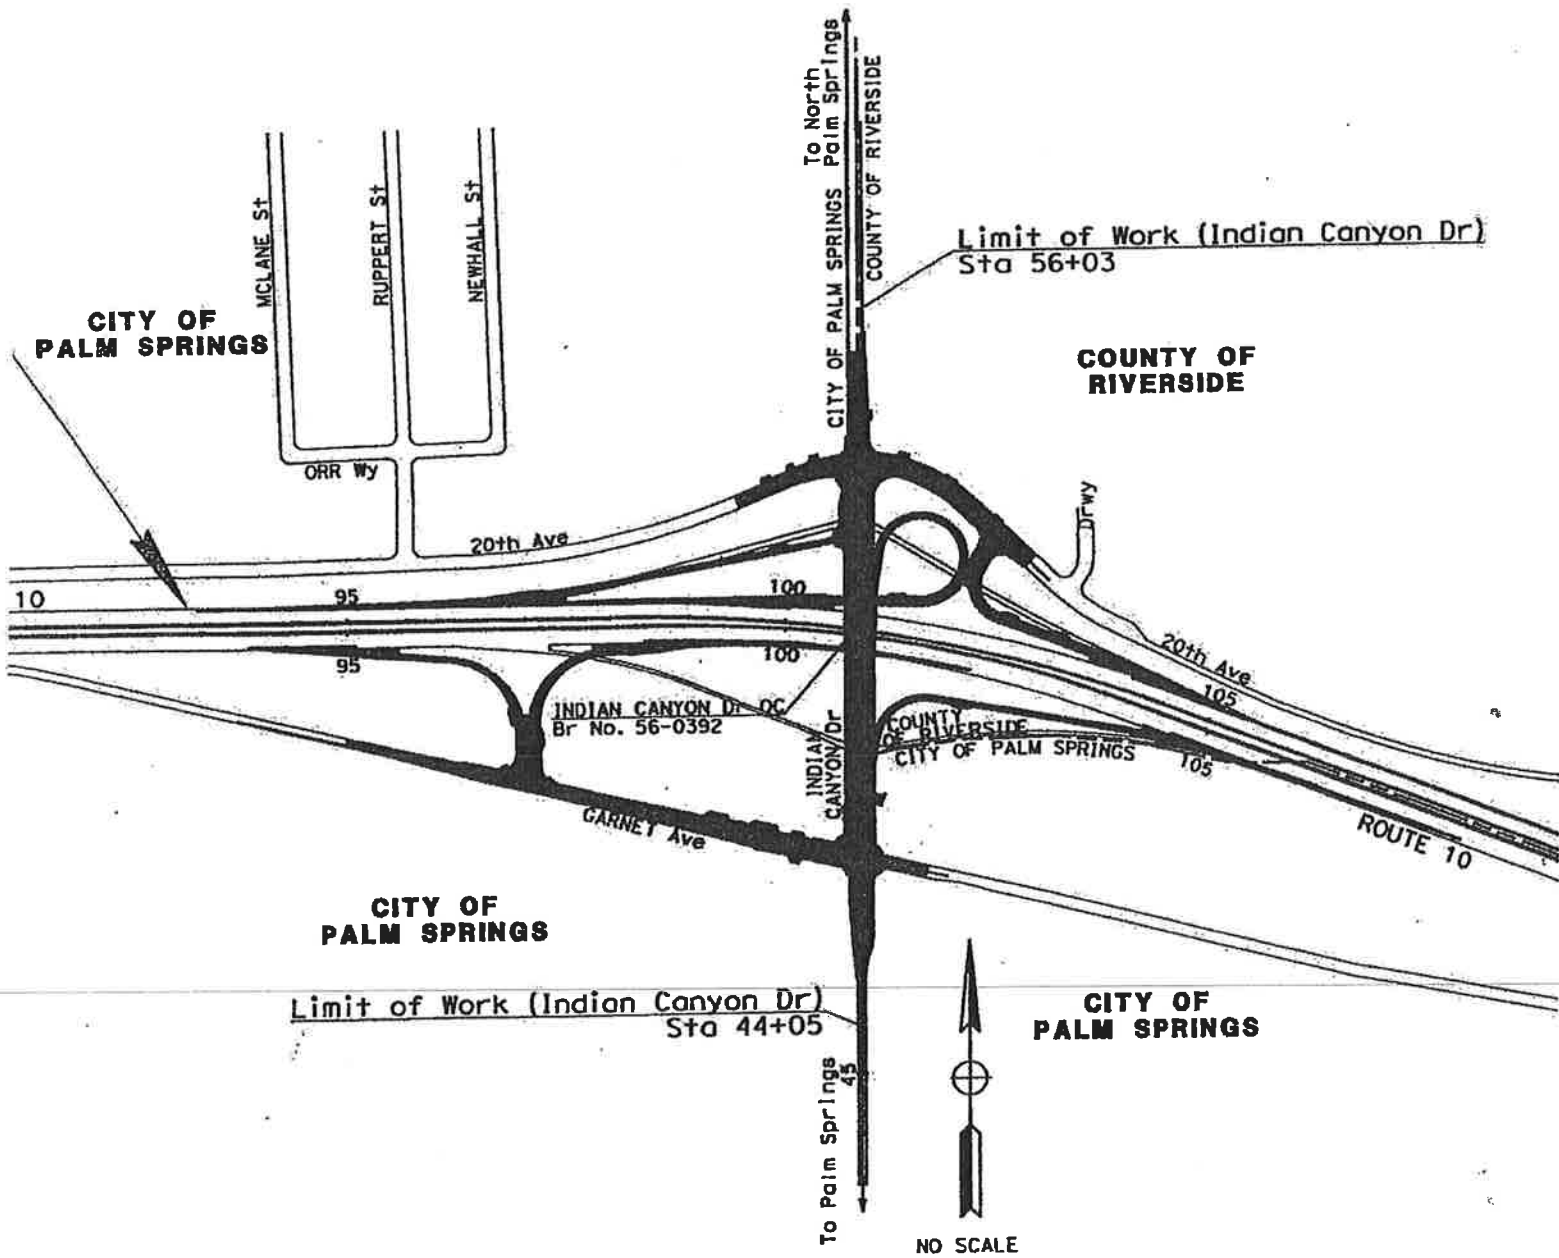 To North
Palm Springs
CITY OF PALM SPRINGS
COUNTY OF RIVERSIDE
MCLANE St
RUPPERT St
NEWHALL St
Limit of Work (Indian Canyon Dr)
Sta 56+03
CITY OF
PALM SPRINGS
COUNTY OF
RIVERSIDE
ORR Wy
Drwy
20th Ave
10
95
100
20th Ave
95
100
105
INDIAN CANYON Dr OC
Br No. 56-0392
INDIAN
CANYON Dr
COUNTY
OF RIVERSIDE
CITY OF PALM SPRINGS
105
GARNET Ave
ROUTE 10
CITY OF
PALM SPRINGS
Limit of Work (Indian Canyon Dr)
Sta 44+05
CITY OF
PALM SPRINGS
To Palm Springs
45
NO SCALE